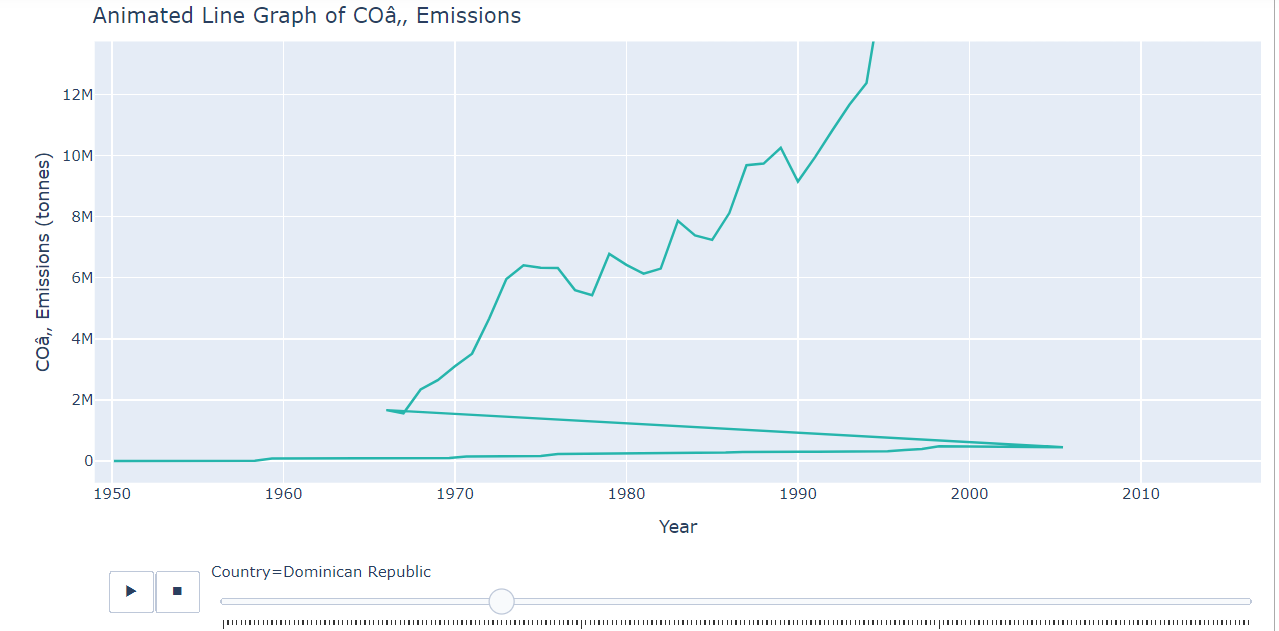 Animated Line Graph of COâ‚‚ Emissions
COâ‚‚ Emissions (tonnes)
12M
10M
8M
6M
4M
2M
0
1950 1960 1970 1980 1990 2000 2010
Year
Country=Dominican Republic